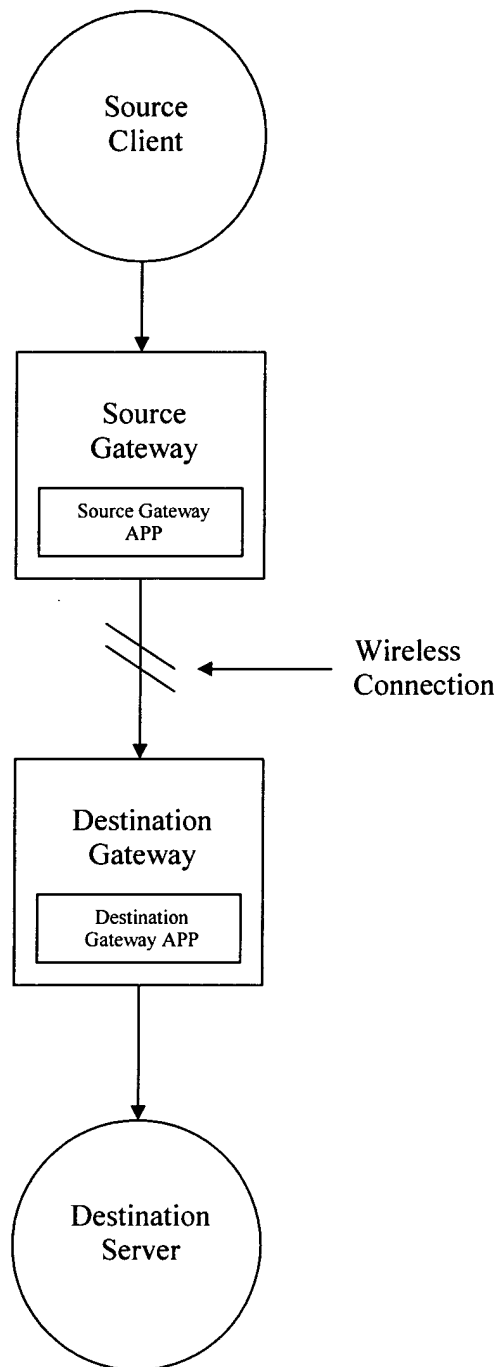 Source
Client
Source
Gateway
Source Gateway
APP
Wireless
Connection
Destination
Gateway
Destination
Gateway APP
Destination
Server